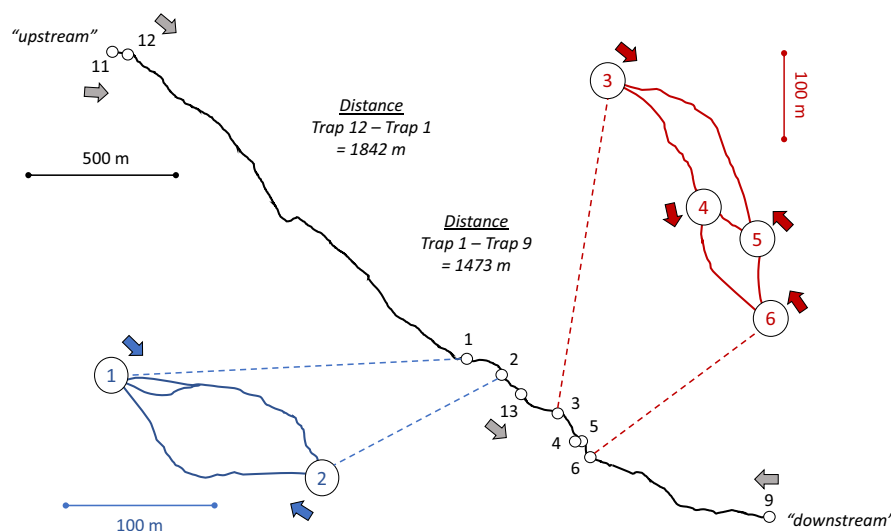 "upstream"
12
11
Distance
Trap 12 – Trap 1
= 1842 m
500 m
3
100 m
4
5
6
Distance
Trap 1 – Trap 9
= 1473 m
1
2
13
3
5
4
6
9
"downstream"
1
2
100 m